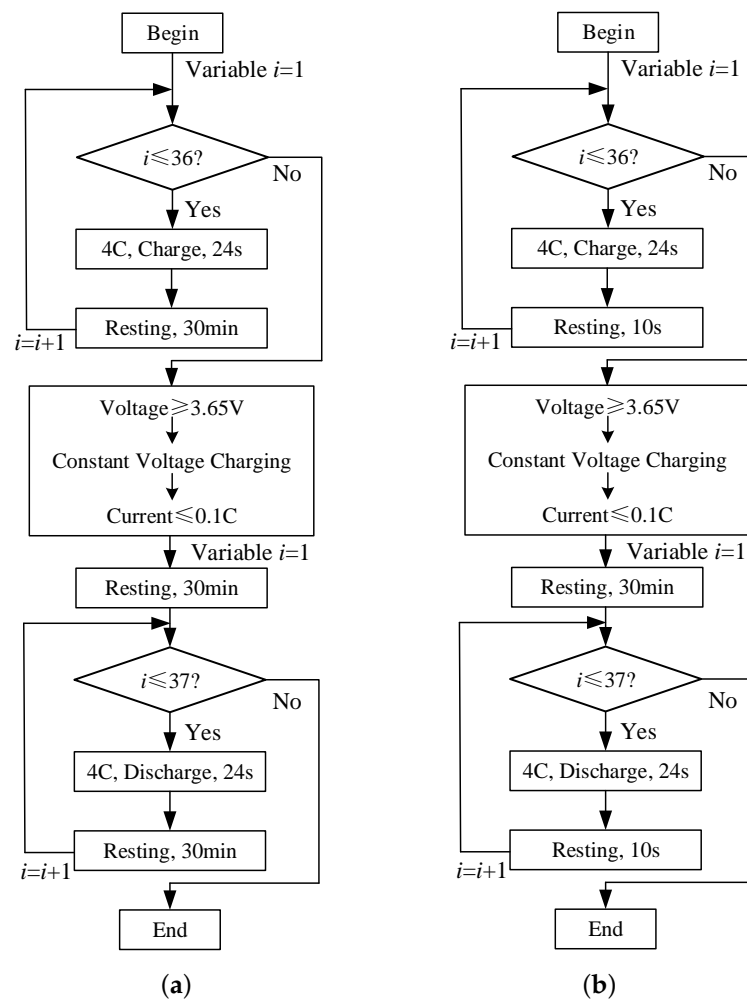 Begin
Variable i=1
i≤36?
No
Yes
4C, Charge, 24s
Resting, 30min
i=i+1
Voltage≥3.65V
Constant Voltage Charging
Current≤0.1C
Variable i=1
Resting, 30min
i≤37?
No
Yes
4C, Discharge, 24s
Resting, 30min
i=i+1
End
(a)
Begin
Variable i=1
i≤36?
No
Yes
4C, Charge, 24s
Resting, 10s
i=i+1
Voltage≥3.65V
Constant Voltage Charging
Current≤0.1C
Variable i=1
Resting, 30min
i≤37?
No
Yes
4C, Discharge, 24s
Resting, 10s
i=i+1
End
(b)